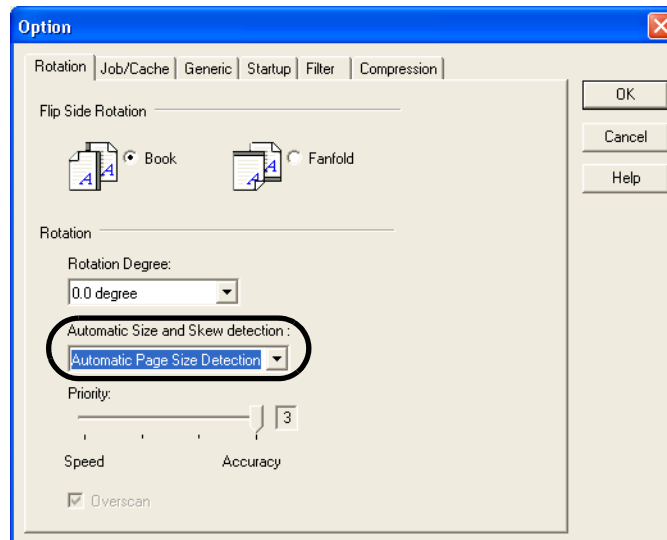 Option
Rotation Job/Cache Generic Startup Filter Compression
OK
Cancel
Help
Flip Side Rotation
A A Book A A Fanfold
Rotation
Rotation Degree:
0.0 degree
Automatic Size and Skew detection :
Automatic Page Size Detection
Priority:
3
Speed Accuracy
Overscan